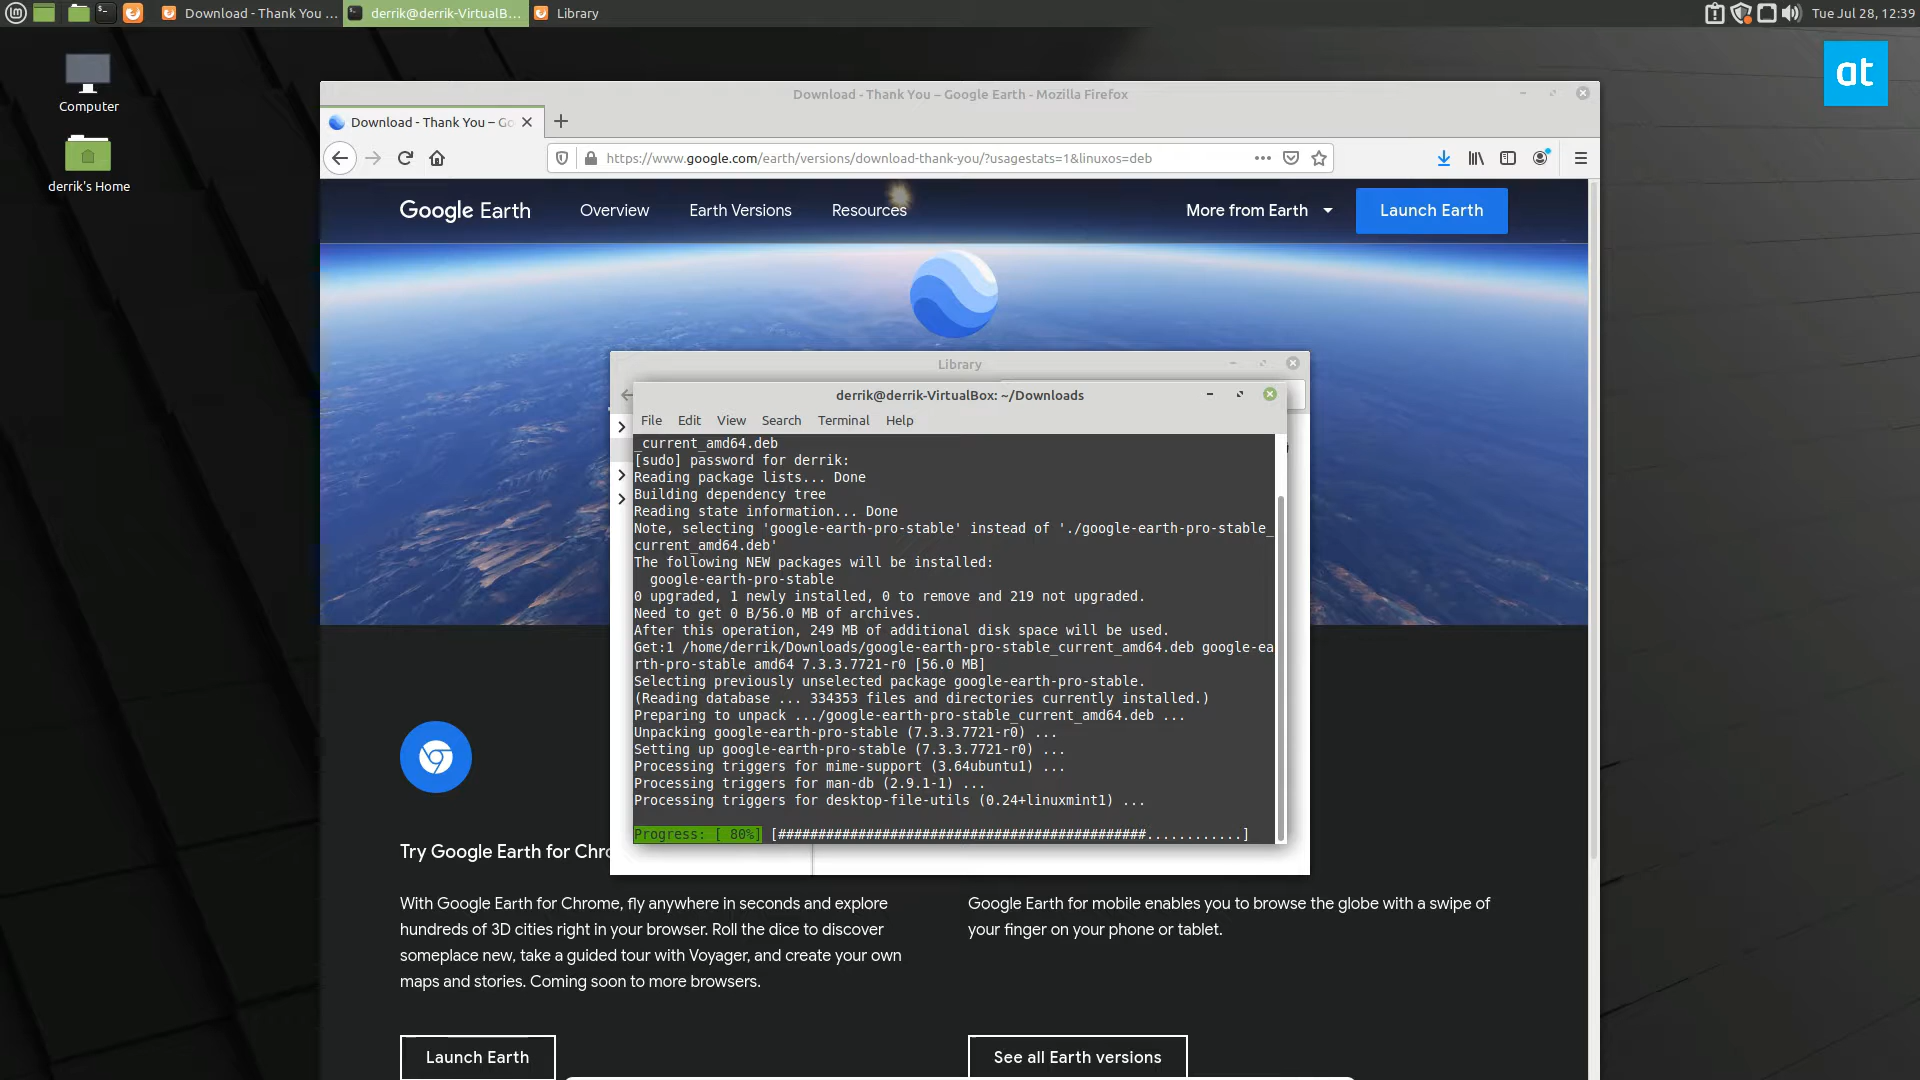 Download - Thank You ...
derrik@derrik-VirtualB...
Library
Tue Jul 28, 12:39
at
Computer
derrik's Home
Download - Thank You – Google Earth - Mozilla Firefox
Download - Thank You – Go
https://www.google.com/earth/versions/download-thank-you/?usagestats=1&linuxos=deb
Google Earth
Overview
Earth Versions
Resources
More from Earth
Launch Earth
Library
derrik@derrik-VirtualBox: ~/Downloads
File Edit View Search Terminal Help
_current_amd64.deb
[sudo] password for derrik:
Reading package lists... Done
Building dependency tree
Reading state information... Done
Note, selecting 'google-earth-pro-stable' instead of './google-earth-pro-stable_
current_amd64.deb'
The following NEW packages will be installed:
google-earth-pro-stable
0 upgraded, 1 newly installed, 0 to remove and 219 not upgraded.
Need to get 0 B/56.0 MB of archives.
After this operation, 249 MB of additional disk space will be used.
Get:1 /home/derrik/Downloads/google-earth-pro-stable_current_amd64.deb google-ea
rth-pro-stable amd64 7.3.3.7721-r0 [56.0 MB]
Selecting previously unselected package google-earth-pro-stable.
(Reading database ... 334353 files and directories currently installed.)
Preparing to unpack .../google-earth-pro-stable_current_amd64.deb ...
Unpacking google-earth-pro-stable (7.3.3.7721-r0) ...
Setting up google-earth-pro-stable (7.3.3.7721-r0) ...
Processing triggers for mime-support (3.64ubuntu1) ...
Processing triggers for man-db (2.9.1-1) ...
Processing triggers for desktop-file-utils (0.24+linuxmint1) ...
Progress: [ 80%] [##############################################............]
Try Google Earth for Chro
With Google Earth for Chrome, fly anywhere in seconds and explore
hundreds of 3D cities right in your browser. Roll the dice to discover
someplace new, take a guided tour with Voyager, and create your own
maps and stories. Coming soon to more browsers.
Launch Earth
Google Earth for mobile enables you to browse the globe with a swipe of
your finger on your phone or tablet.
See all Earth versions